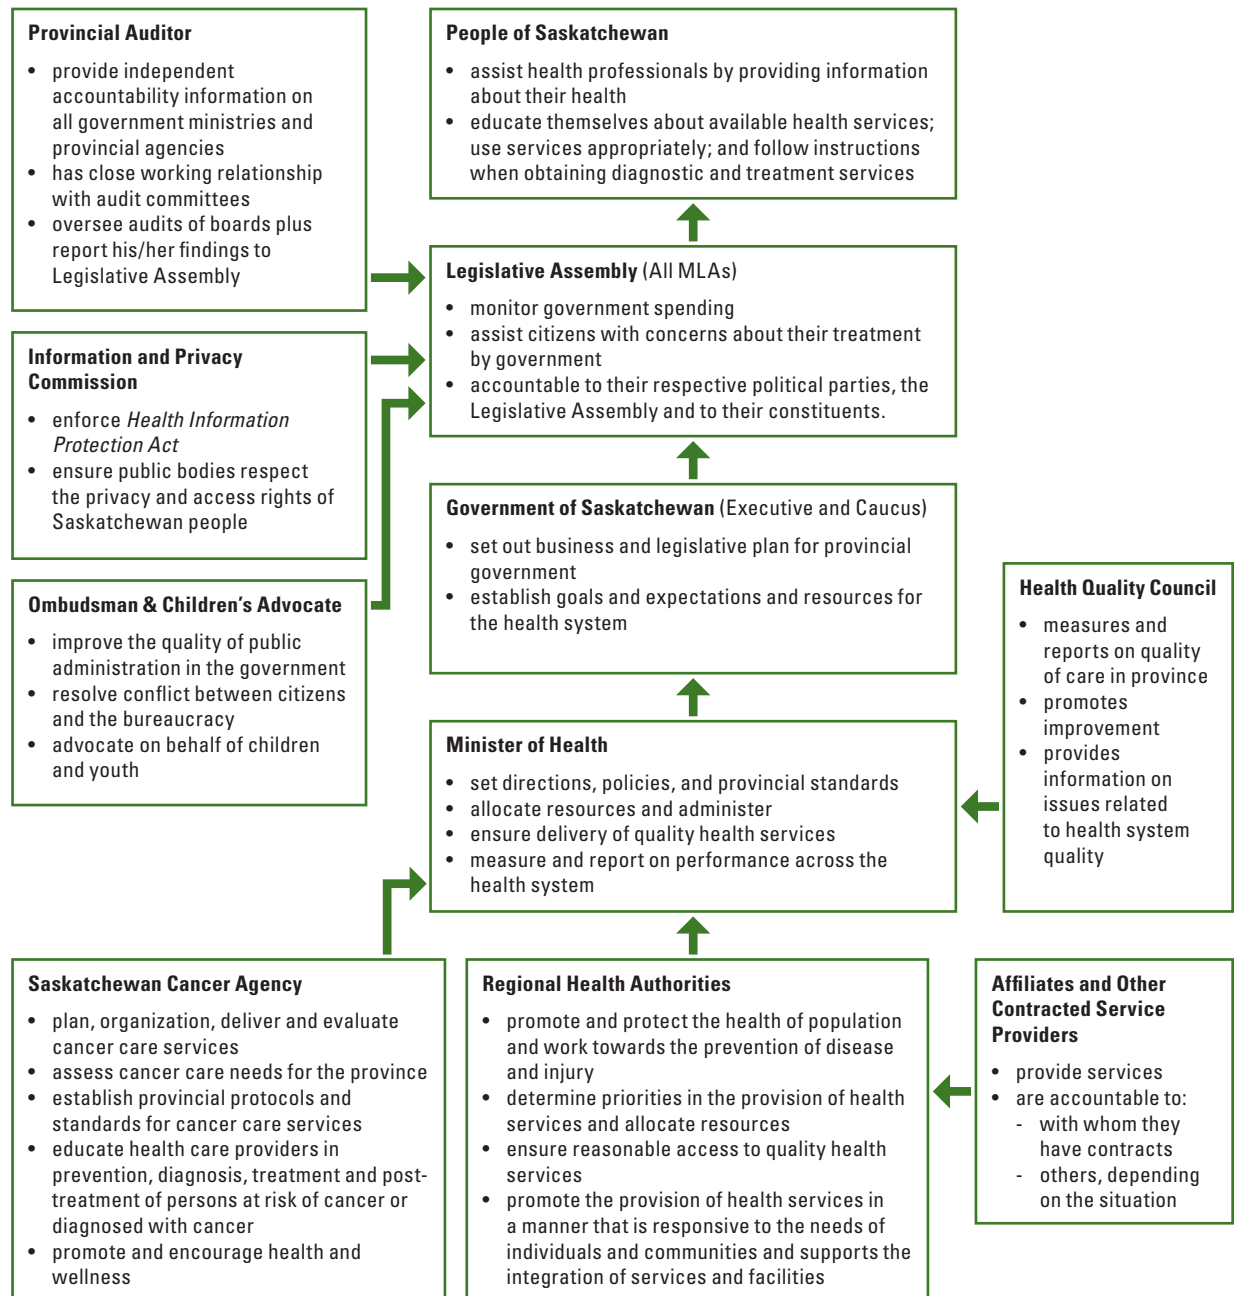 Provincial Auditor
• provide independent
accountability information on
all government ministries and
provincial agencies
• has close working relationship
with audit committees
• oversee audits of boards plus
report his/her findings to
Legislative Assembly
People of Saskatchewan
• assist health professionals by providing information
about their health
• educate themselves about available health services;
use services appropriately; and follow instructions
when obtaining diagnostic and treatment services
Legislative Assembly (All MLAs)
• monitor government spending
• assist citizens with concerns about their treatment
by government
• accountable to their respective political parties, the
Legislative Assembly and to their constituents.
Information and Privacy
Commission
• enforce Health Information
Protection Act
• ensure public bodies respect
the privacy and access rights of
Saskatchewan people
Government of Saskatchewan (Executive and Caucus)
• set out business and legislative plan for provincial
government
• establish goals and expectations and resources for
the health system
Ombudsman & Children's Advocate
• improve the quality of public
administration in the government
• resolve conflict between citizens
and the bureaucracy
• advocate on behalf of children
and youth
Health Quality Council
• measures and
reports on quality
of care in province
• promotes
improvement
• provides
information on
issues related
to health system
quality
Minister of Health
• set directions, policies, and provincial standards
• allocate resources and administer
• ensure delivery of quality health services
• measure and report on performance across the
health system
Saskatchewan Cancer Agency
• plan, organization, deliver and evaluate
cancer care services
• assess cancer care needs for the province
• establish provincial protocols and
standards for cancer care services
• educate health care providers in
prevention, diagnosis, treatment and post-
treatment of persons at risk of cancer or
diagnosed with cancer
• promote and encourage health and
wellness
Regional Health Authorities
• promote and protect the health of population
and work towards the prevention of disease
and injury
• determine priorities in the provision of health
services and allocate resources
• ensure reasonable access to quality health
services
• promote the provision of health services in
a manner that is responsive to the needs of
individuals and communities and supports the
integration of services and facilities
Affiliates and Other
Contracted Service
Providers
• provide services
• are accountable to:
- with whom they
have contracts
- others, depending
on the situation